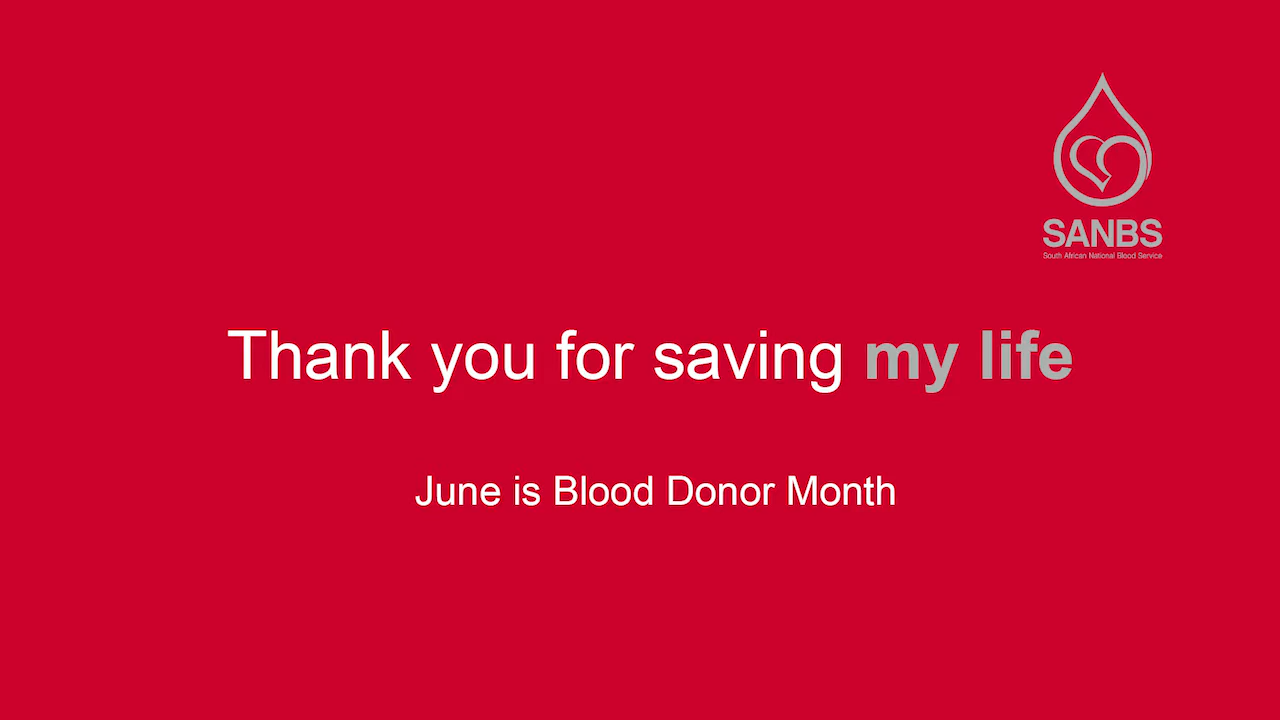 SANBS
South African National Blood Service
Thank you for saving my life
June is Blood Donor Month